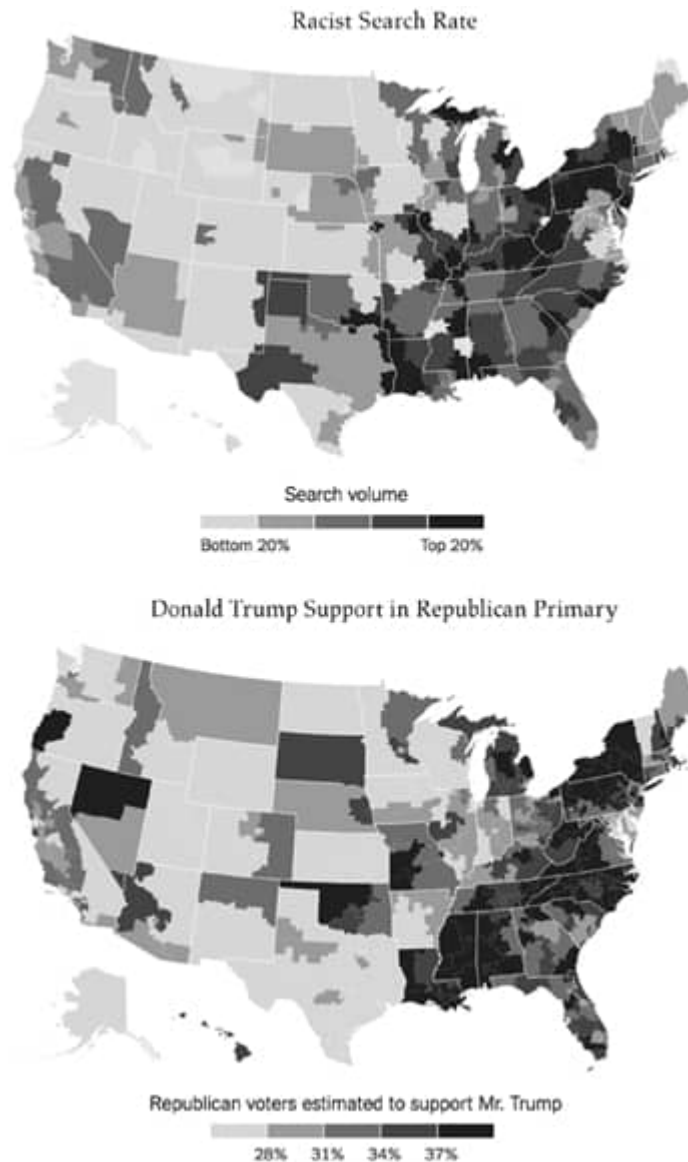 Racist Search Rate
Search volume
Bottom 20% Top 20%
Donald Trump Support in Republican Primary
Republican voters estimated to support Mr. Trump
28% 31% 34% 37%